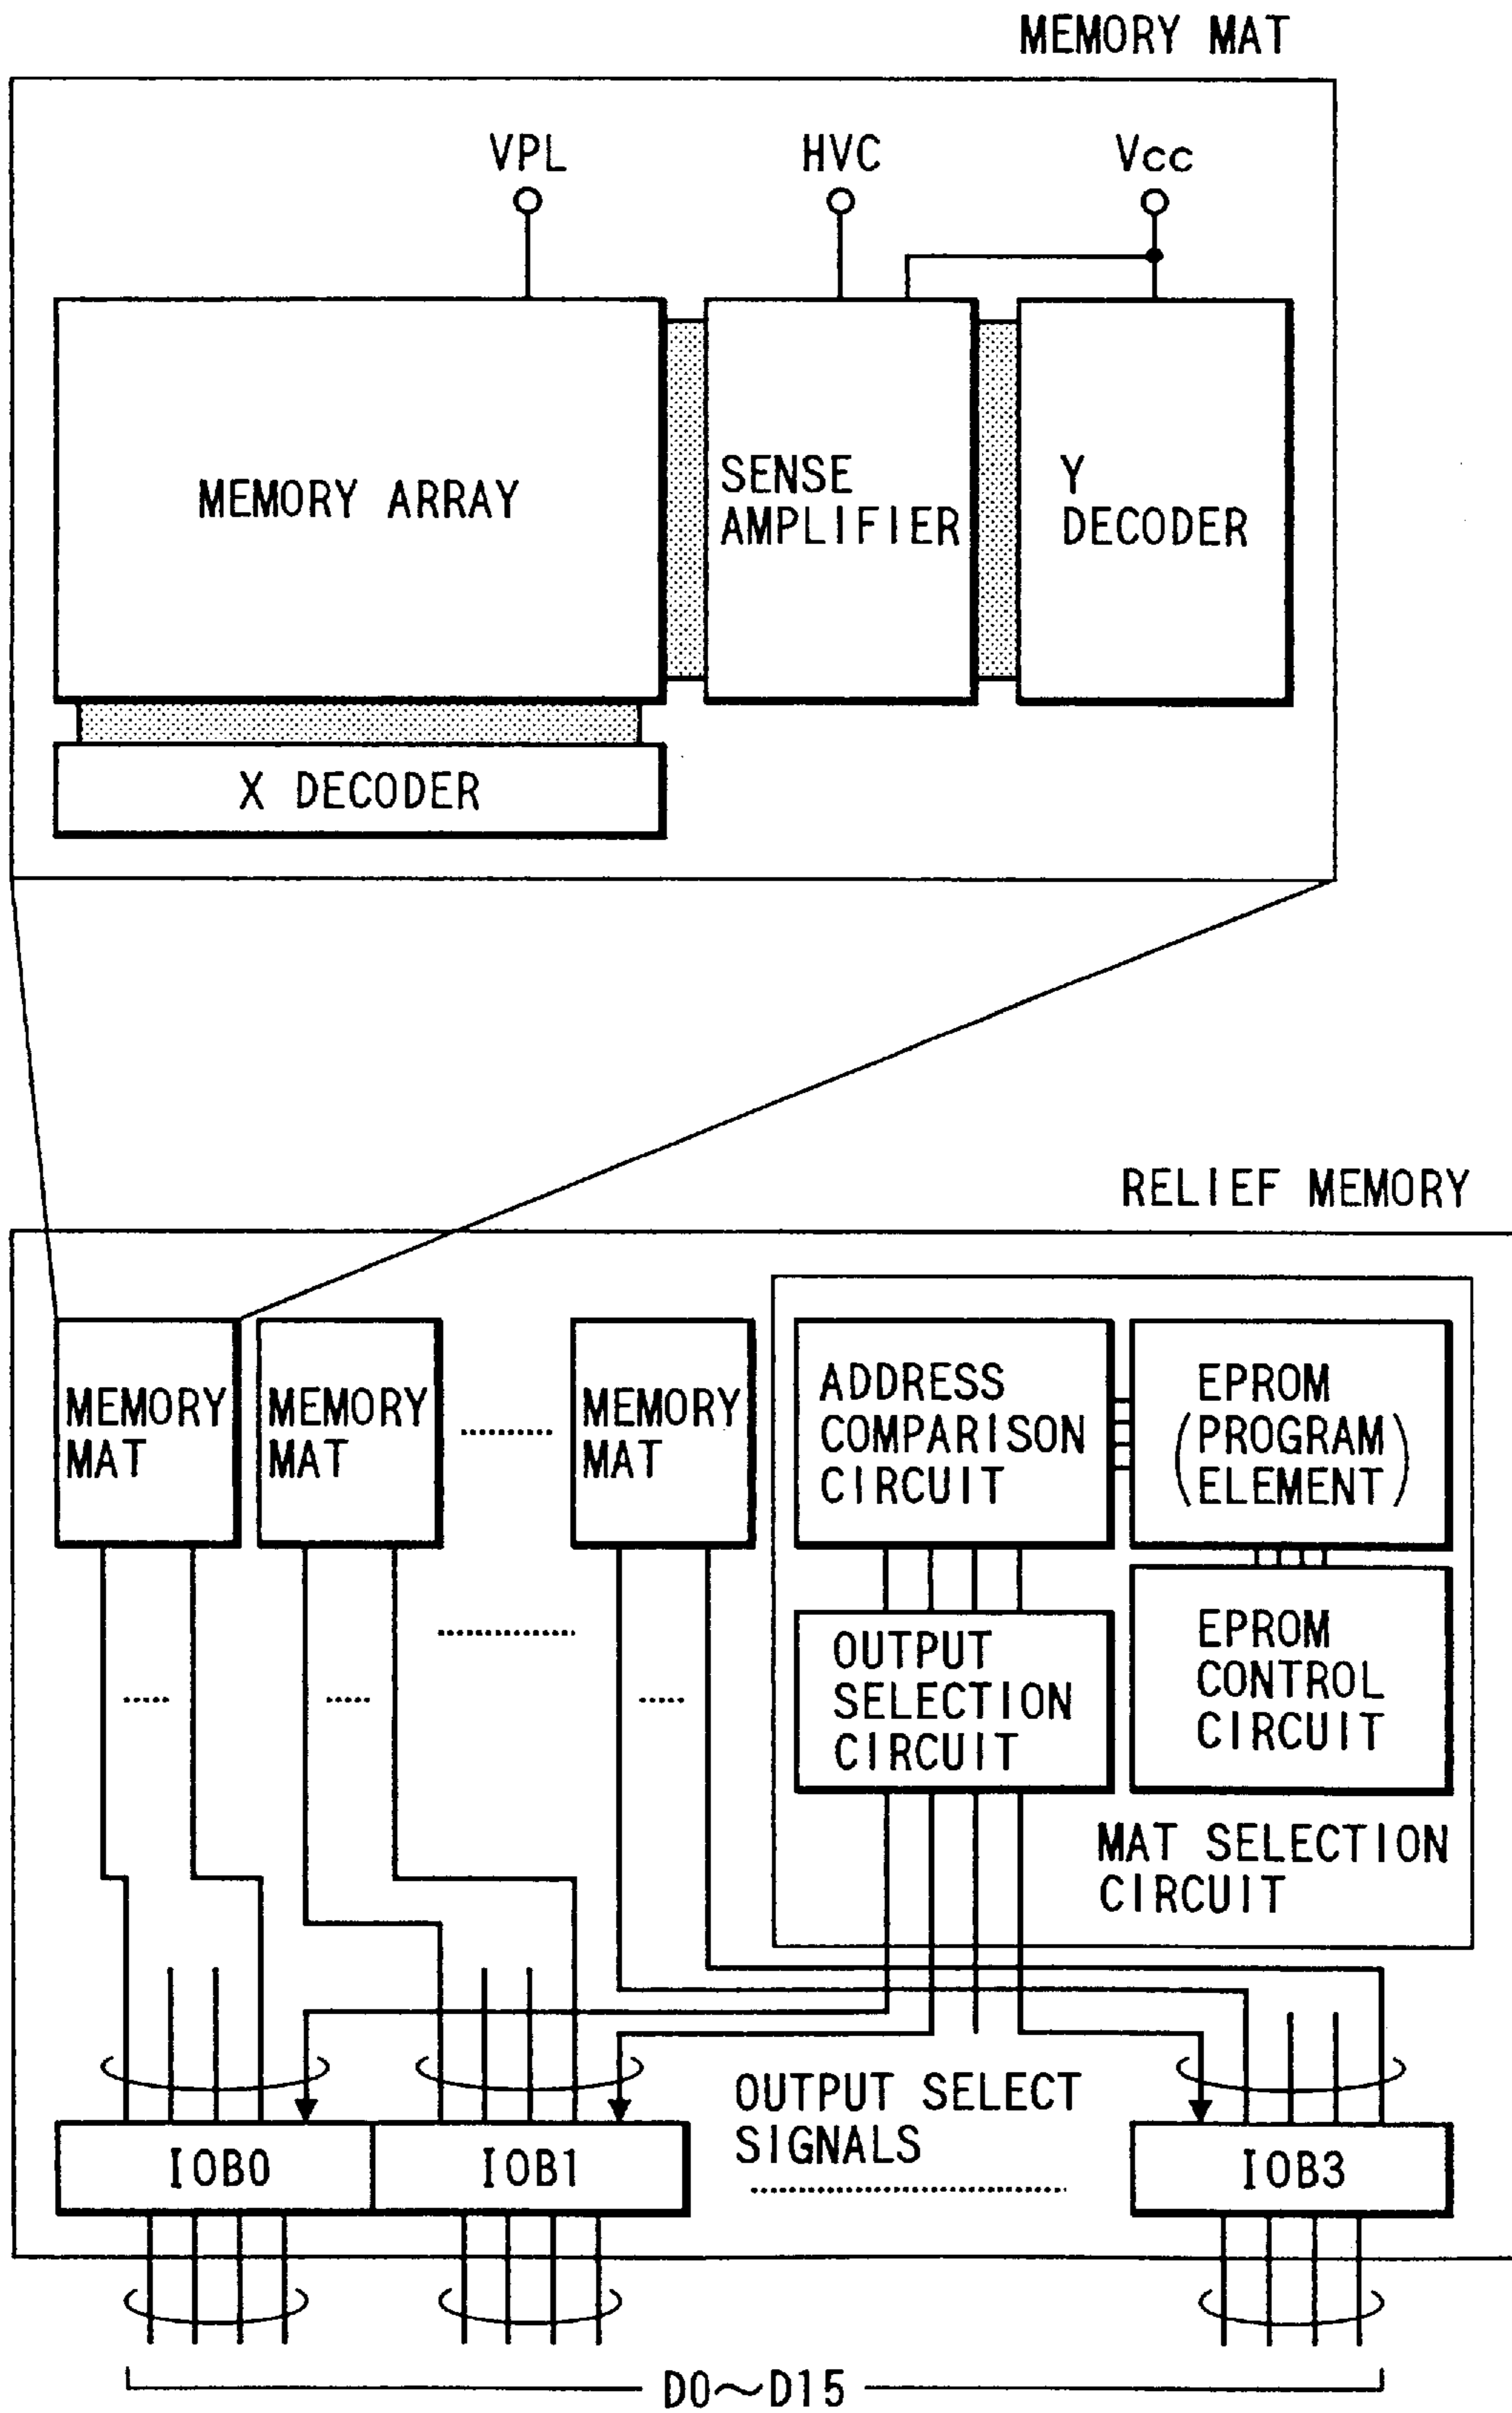 MEMORY MAT
VPL
HVC
Vcc
MEMORY ARRAY
SENSE
AMPLIFIER
Y
DECODER
X DECODER
RELIEF MEMORY
MEMORY
MAT
MEMORY
MAT
MEMORY
MAT
ADDRESS
COMPARISON
CIRCUIT
EPROM
(PROGRAM
ELEMENT)
OUTPUT
SELECTION
CIRCUIT
EPROM
CONTROL
CIRCUIT
MAT SELECTION
CIRCUIT
OUTPUT SELECT
SIGNALS
IOB0
IOB1
IOB3
D0~D15